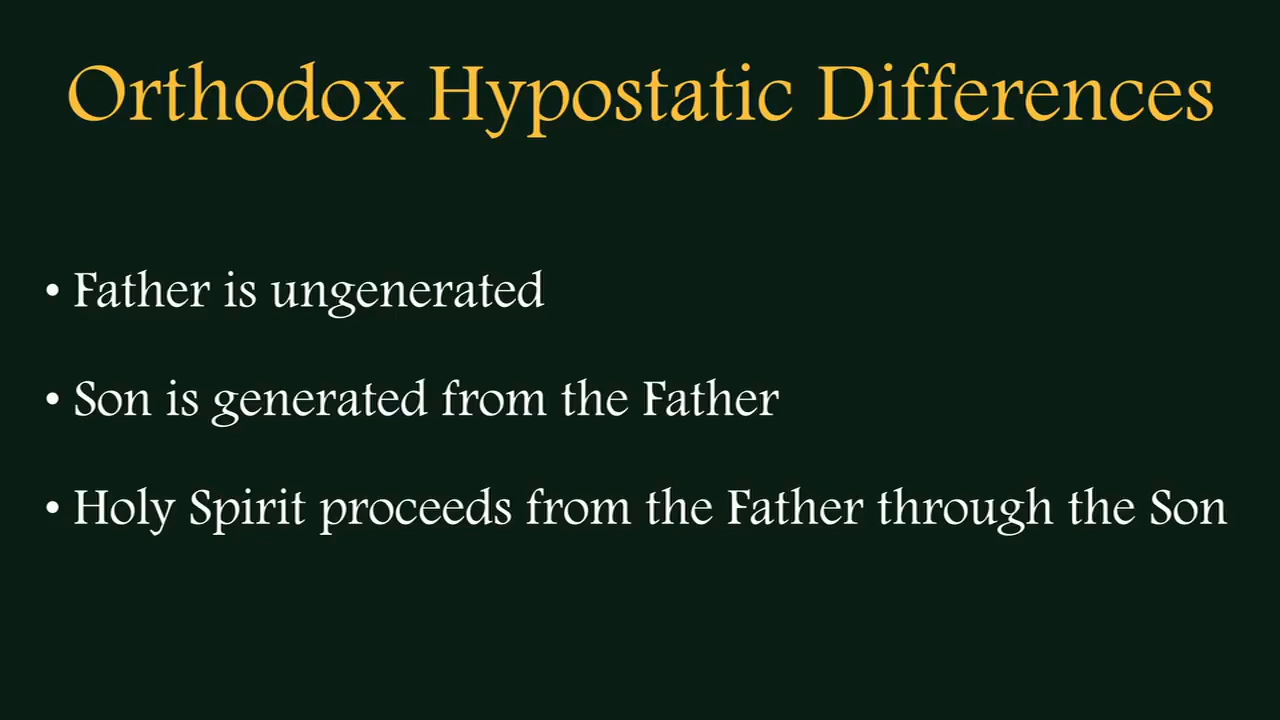 Orthodox Hypostatic Differences
• Father is ungenerated
• Son is generated from the Father
• Holy Spirit proceeds from the Father through the Son